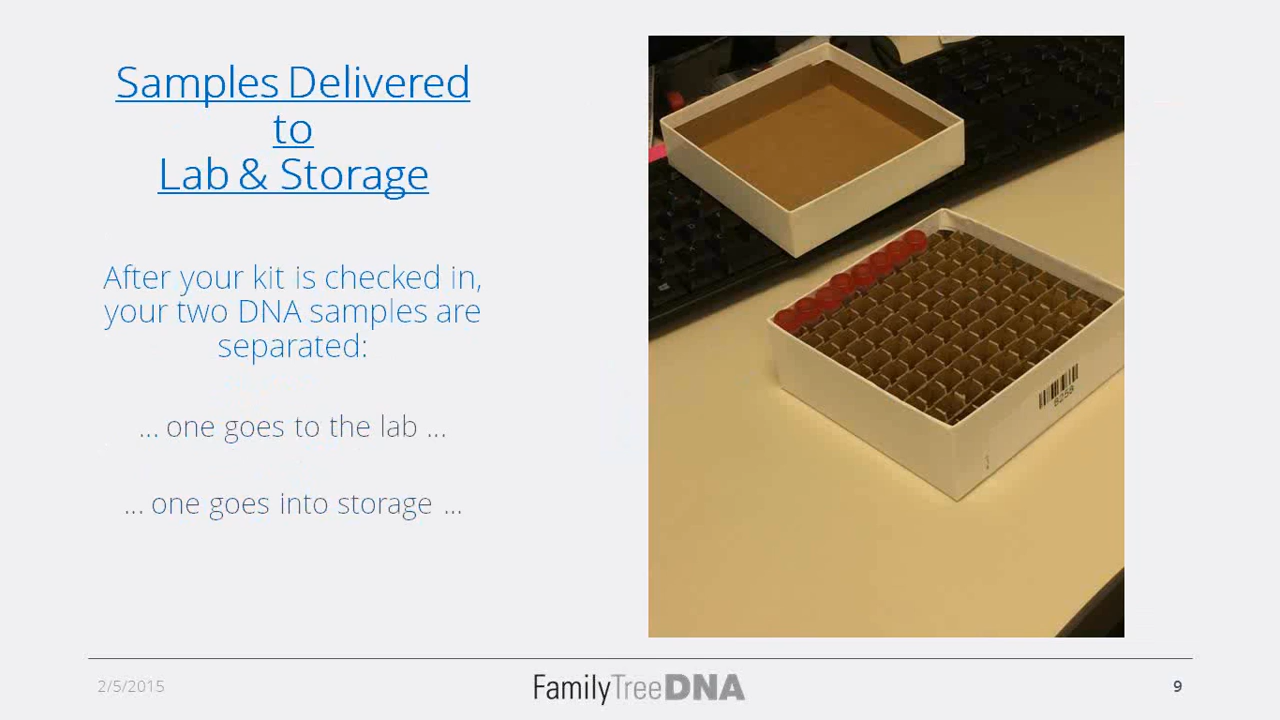 Samples Delivered
to
Lab & Storage
After your kit is checked in,
your two DNA samples are
separated:
... one goes to the lab ...
... one goes into storage ...
8258
2/5/2015
FamilyTreeDNA
9